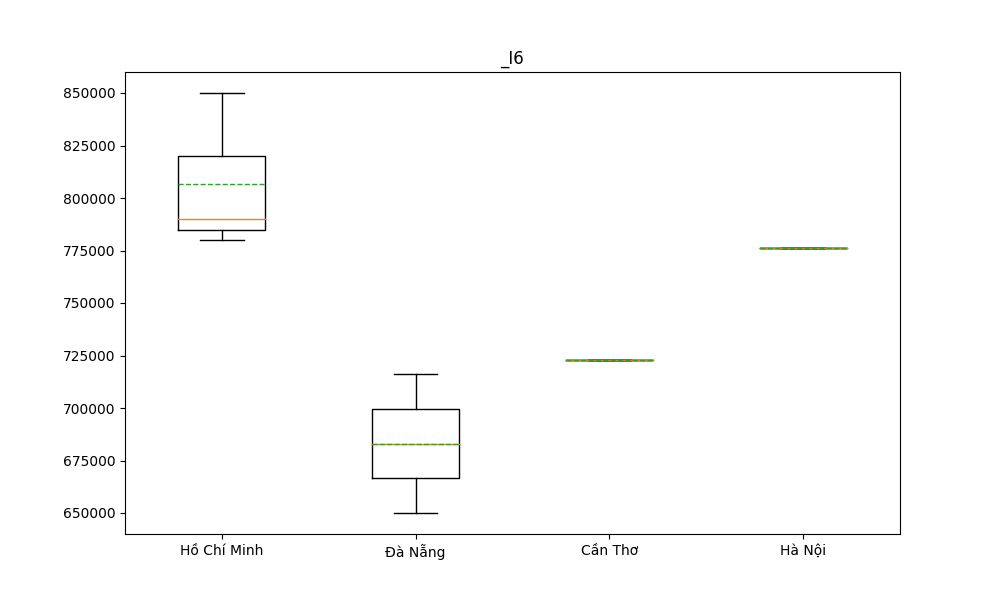 _l6
850000
825000
800000
775000
750000
725000
700000
675000
650000
Hồ Chí Minh
Đà Nẵng
Cần Thơ
Hà Nội